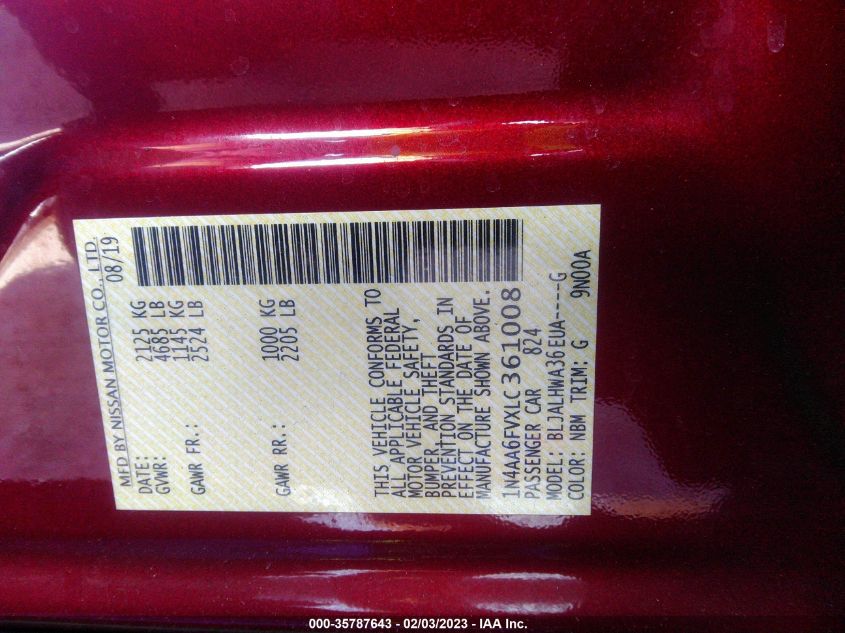 MFD BY NISSAN MOTOR CO., LTD.
DATE: 08/19
GVWR: 2125 KG
4685 LB
GAWR FR.: 1145 KG
2524 LB
GAWR RR.: 1000 KG
2205 LB
THIS VEHICLE CONFORMS TO
ALL APPLICABLE FEDERAL
MOTOR VEHICLE SAFETY,
BUMPER, AND THEFT
PREVENTION STANDARDS IN
EFFECT ON THE DATE OF
MANUFACTURE SHOWN ABOVE.
1N4AA6FVXLC361008
PASSENGER CAR 824
MODEL: BLJALHWA36EUA----G
COLOR: NBM TRIM: G 9N00A
000-35787643 - 02/03/2023 - IAA Inc.